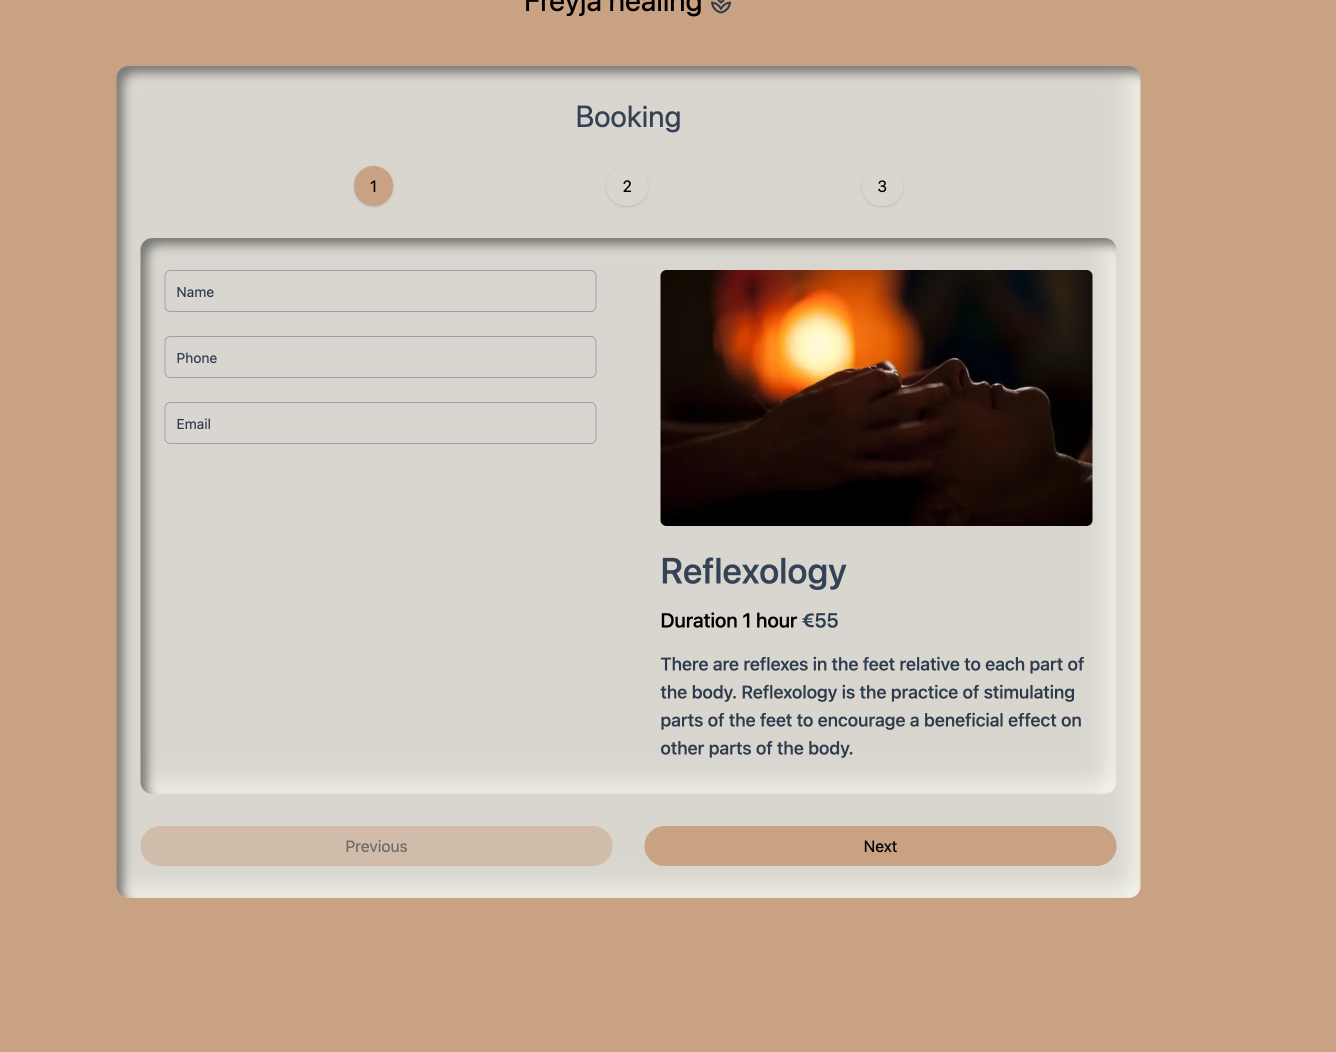 Freyja healing
Booking
1
2
3
Name
Phone
Email
Reflexology
Duration 1 hour €55
There are reflexes in the feet relative to each part of
the body. Reflexology is the practice of stimulating
parts of the feet to encourage a beneficial effect on
other parts of the body.
Previous
Next